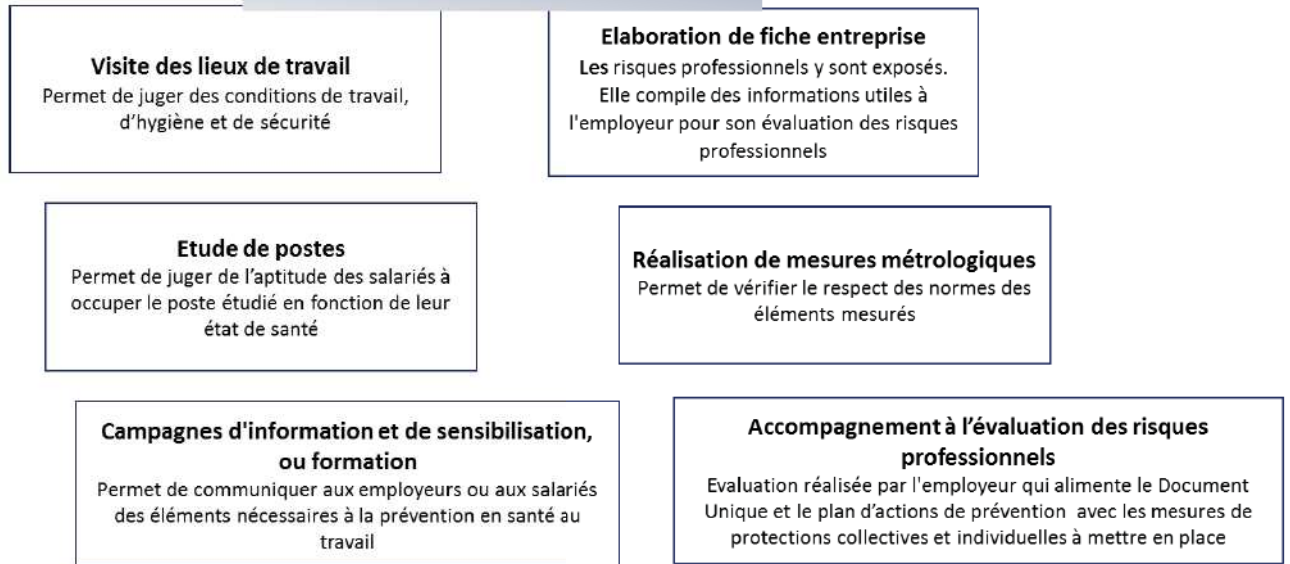 Visite des lieux de travail
Permet de juger des conditions de travail,
d'hygiène et de sécurité
Elaboration de fiche entreprise
Les risques professionnels y sont exposés.
Elle compile des informations utiles à
l'employeur pour son évaluation des risques
professionnels
Etude de postes
Permet de juger de l'aptitude des salariés à
occuper le poste étudié en fonction de leur
état de santé
Réalisation de mesures métrologiques
Permet de vérifier le respect des normes des
éléments mesurés
Campagnes d'information et de sensibilisation,
ou formation
Permet de communiquer aux employeurs ou aux salariés
des éléments nécessaires à la prévention en santé au
travail
Accompagnement à l'évaluation des risques
professionnels
Evaluation réalisée par l'employeur qui alimente le Document
Unique et le plan d'actions de prévention avec les mesures de
protections collectives et individuelles à mettre en place